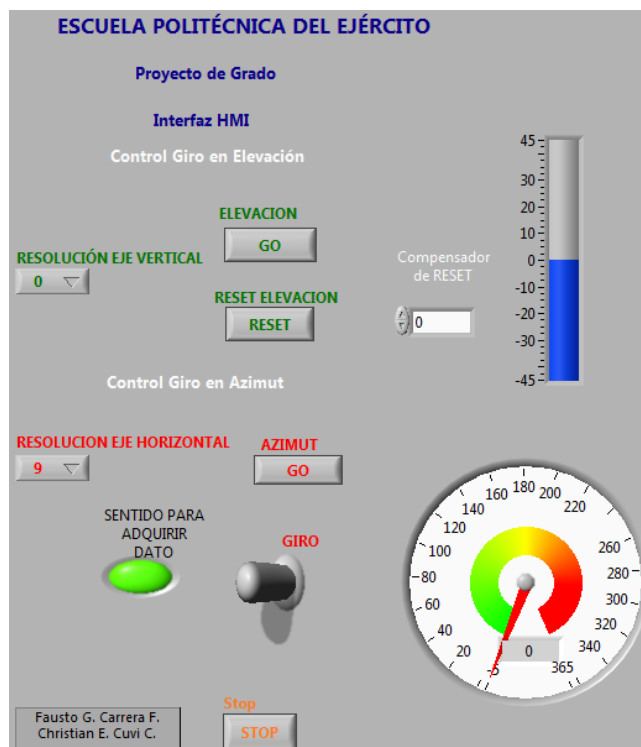 ESCUELA POLITÉCNICA DEL EJÉRCITO
Proyecto de Grado
Interfaz HMI
Control Giro en Elevación
ELEVACION
GO
RESOLUCIÓN EJE VERTICAL
0
RESET ELEVACION
RESET
Compensador
de RESET
0
45
30
20
10
0
-10
-20
-30
-45
Control Giro en Azimut
RESOLUCION EJE HORIZONTAL
9
AZIMUT
GO
SENTIDO PARA
ADQUIRIR
DATO
GIRO
-5
20
40
60
80
100
120
140
160
180
200
220
260
280
300
320
340
365
0
Stop
STOP
Fausto G. Carrera F.
Christian E. Cuvi C.